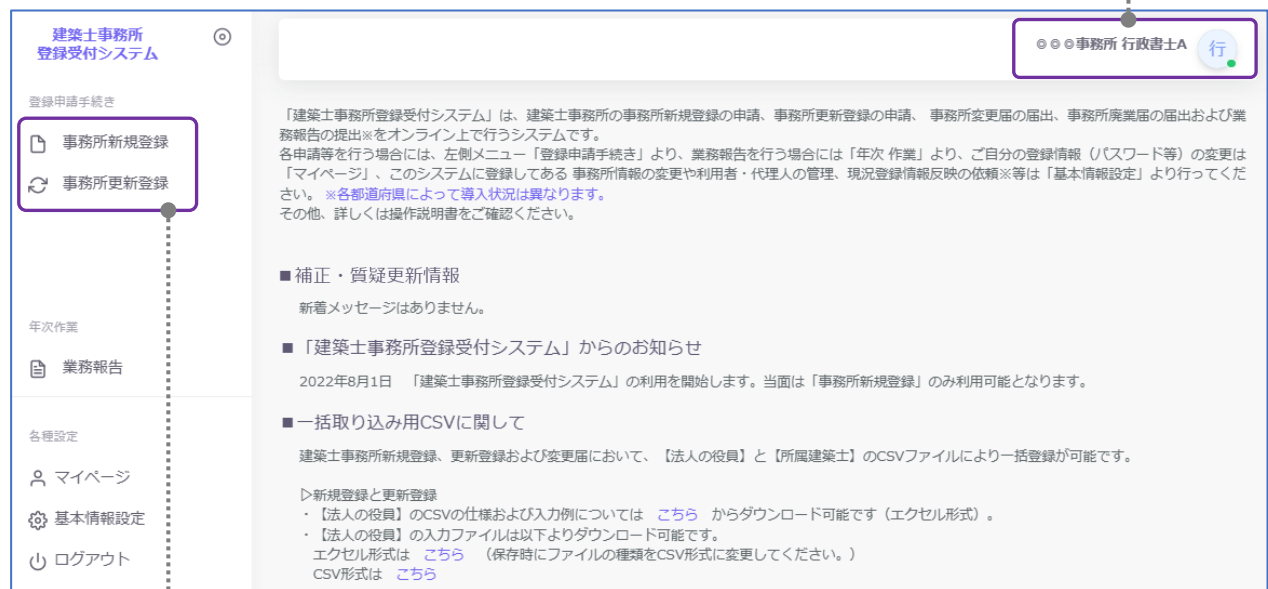 建築士事務所
登録受付システム
◎◎◎事務所 行政書士A
行
登録申請手続き
事務所新規登録
事務所更新登録
年次作業
業務報告
各種設定
マイページ
基本情報設定
ログアウト
「建築士事務所登録受付システム」は、建築士事務所の事務所新規登録の申請、事務所更新登録の申請、 事務所変更届の届出、事務所廃業届の届出および業
務報告の提出※をオンライン上で行うシステムです。
各申請等を行う場合には、左側メニュー「登録申請手続き」より、業務報告を行う場合には「年次 作業」より、ご自分の登録情報（パスワード等）の変更は
「マイページ」、このシステムに登録してある 事務所情報の変更や利用者・代理人の管理、現況登録情報反映の依頼※等は「基本情報設定」より行ってくだ
さい。 ※各都道府県によって導入状況は異なります。
その他、詳しくは操作説明書をご確認ください。
■補正・質疑更新情報
新着メッセージはありません。
■「建築士事務所登録受付システム」からのお知らせ
2022年8月1日 「建築士事務所登録受付システム」の利用を開始します。当面は「事務所新規登録」のみ利用可能となります。
■一括取り込み用CSVに関して
建築士事務所新規登録、更新登録および変更届において、【法人の役員】と【所属建築士】のCSVファイルにより一括登録が可能です。
▷新規登録と更新登録
・【法人の役員】のCSVの仕様および入力例については こちら からダウンロード可能です（エクセル形式）。
・【法人の役員】の入力ファイルは以下よりダウンロード可能です。
エクセル形式は こちら （保存時にファイルの種類をCSV形式に変更してください。）
CSV形式は こちら